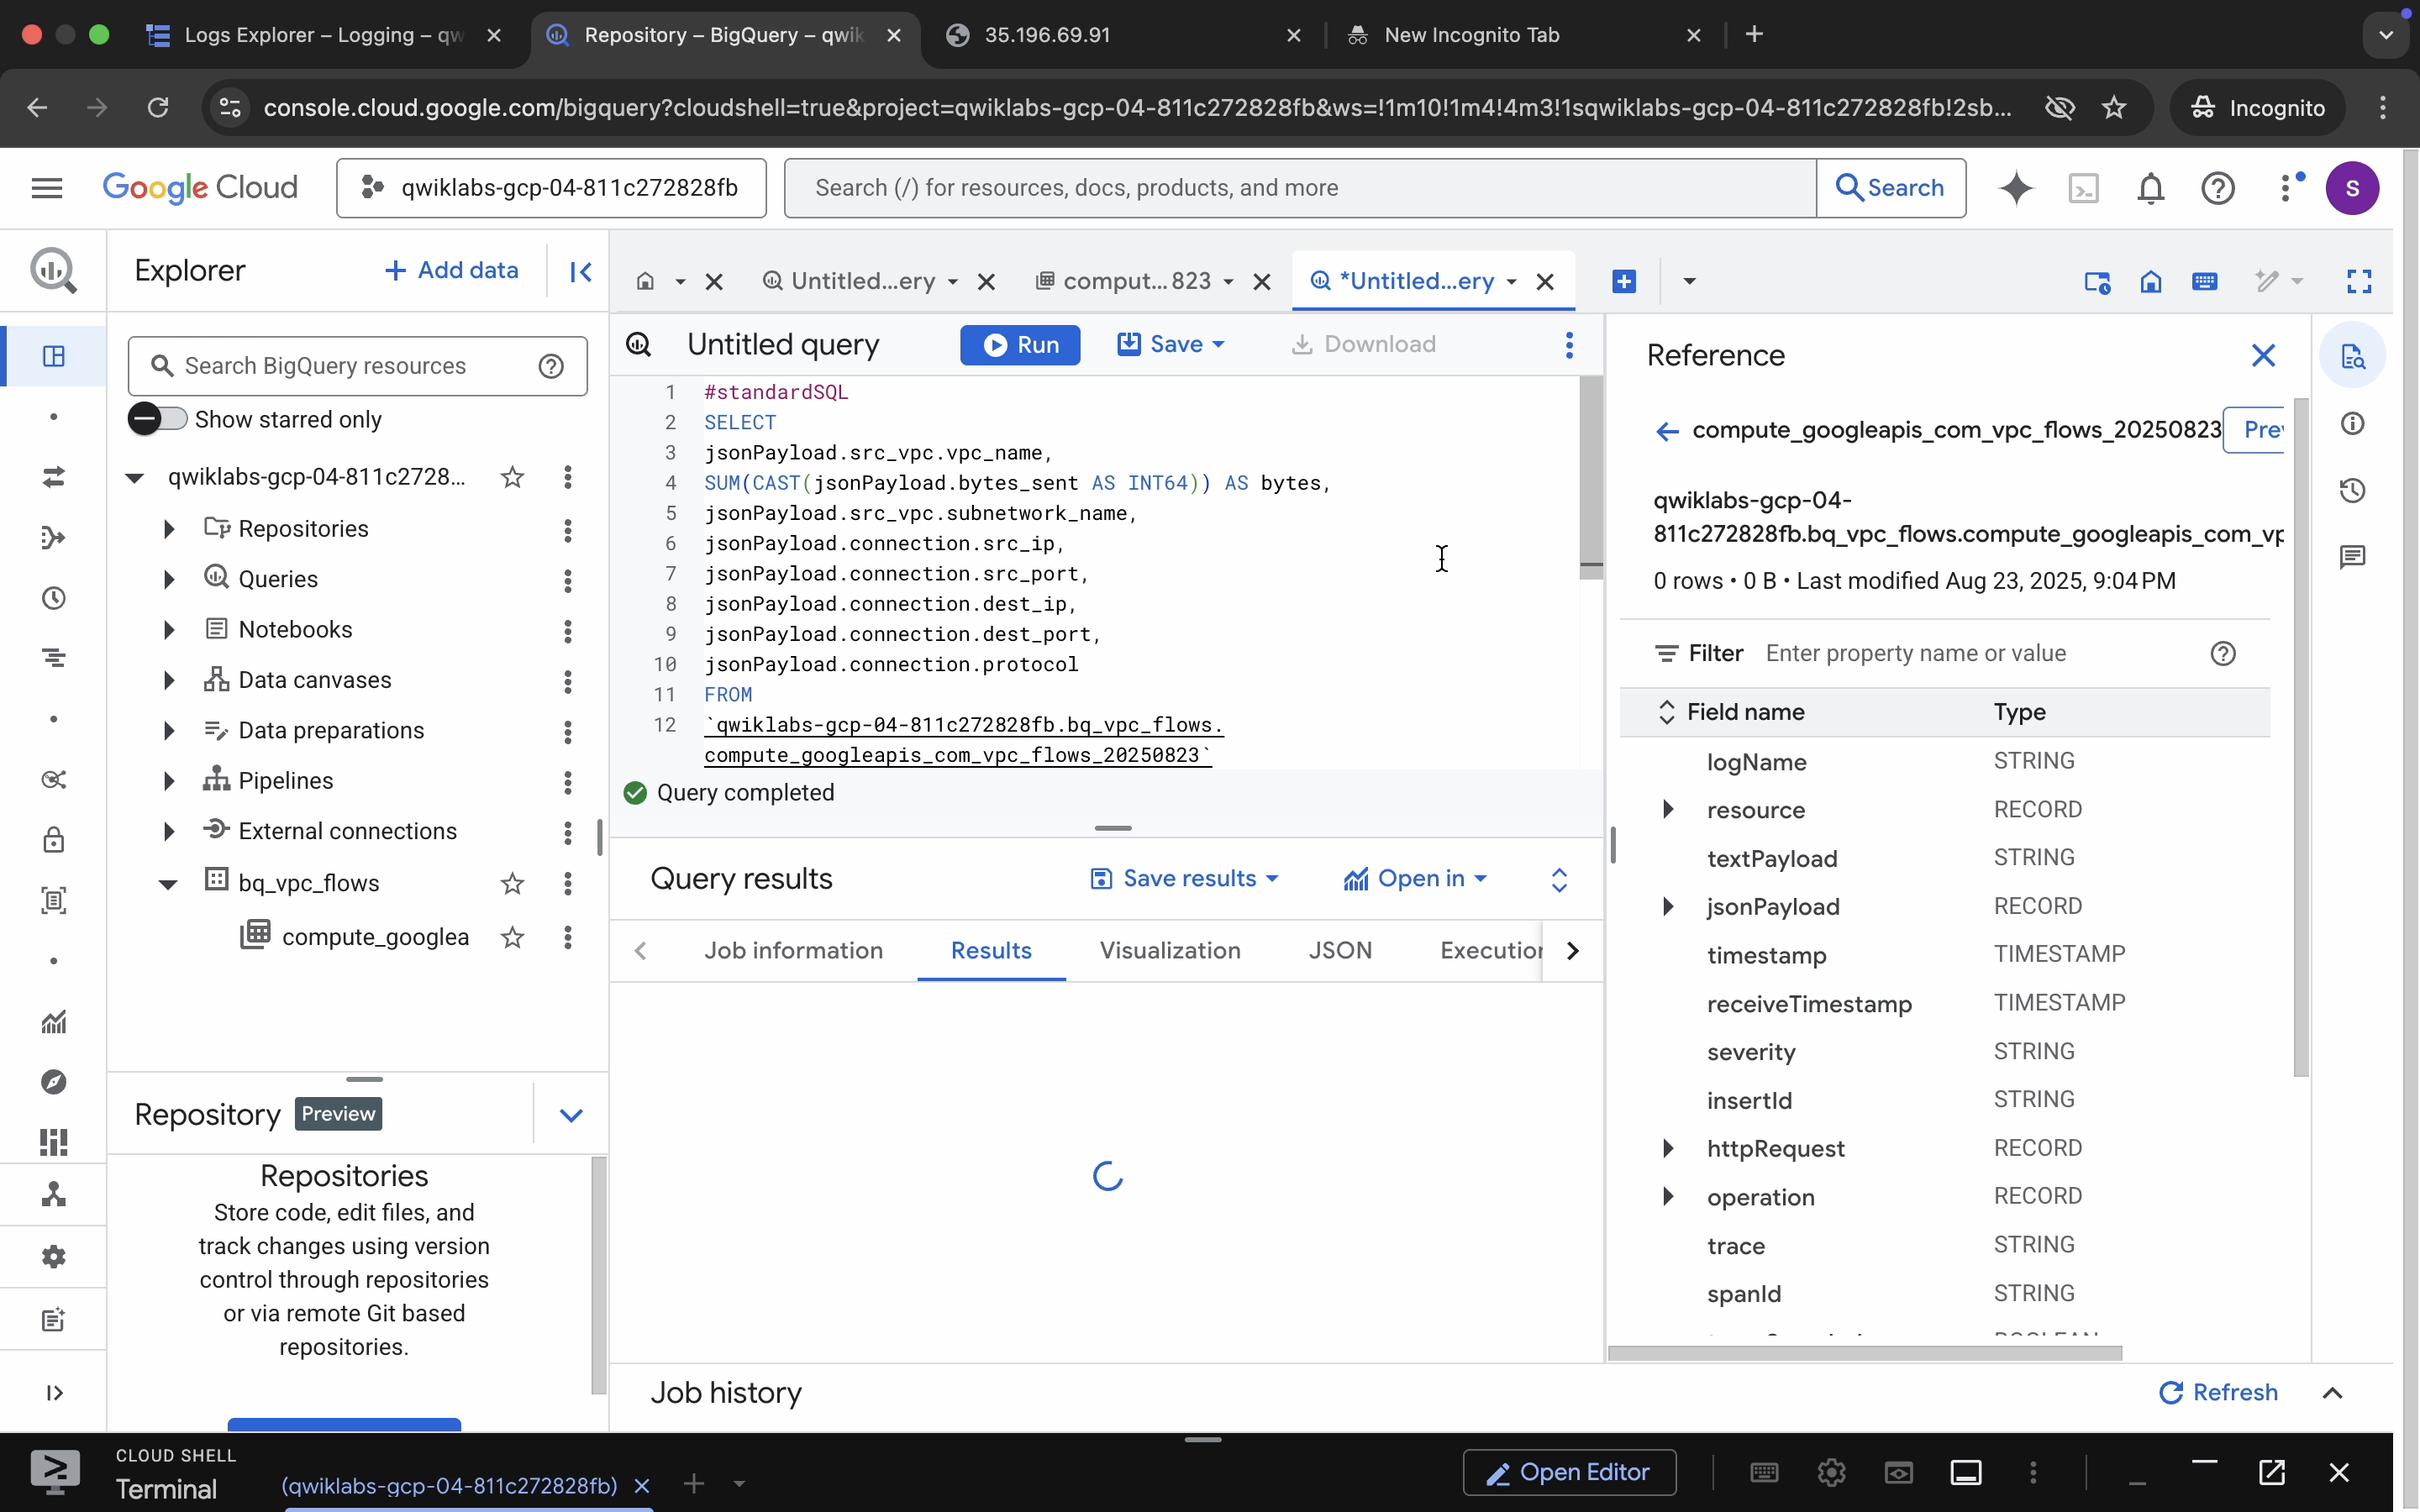 Logs Explorer – Logging – qw
Repository – BigQuery – qwik
35.196.69.91
New Incognito Tab
console.cloud.google.com/bigquery?cloudshell=true&project=qwiklabs-gcp-04-811c272828fb&ws=!1m10!1m4!4m3!1sqwiklabs-gcp-04-811c272828fb!2sb...
Incognito
Google Cloud
qwiklabs-gcp-04-811c272828fb
Search (/) for resources, docs, products, and more
Search
S
Explorer
+ Add data
Search BigQuery resources
Show starred only
qwiklabs-gcp-04-811c2728...
Repositories
Queries
Notebooks
Data canvases
Data preparations
Pipelines
External connections
bq_vpc_flows
compute_googlea
Repository Preview
Repositories
Store code, edit files, and
track changes using version
control through repositories
or via remote Git based
repositories.
Untitled...ery
comput...823
*Untitled...ery
Untitled query
Run
Save
Download
1 #standardSQL
2 SELECT
3 jsonPayload.src_vpc.vpc_name,
4 SUM(CAST(jsonPayload.bytes_sent AS INT64)) AS bytes,
5 jsonPayload.src_vpc.subnetwork_name,
6 jsonPayload.connection.src_ip,
7 jsonPayload.connection.src_port,
8 jsonPayload.connection.dest_ip,
9 jsonPayload.connection.dest_port,
10 jsonPayload.connection.protocol
11 FROM
12 `qwiklabs-gcp-04-811c272828fb.bq_vpc_flows.
compute_googleapis_com_vpc_flows_20250823`
Query completed
Query results
Save results
Open in
Job information
Results
Visualization
JSON
Execution
Reference
compute_googleapis_com_vpc_flows_20250823
Prev
qwiklabs-gcp-04-
811c272828fb.bq_vpc_flows.compute_googleapis_com_vp
0 rows • 0 B • Last modified Aug 23, 2025, 9:04 PM
Filter Enter property name or value
Field name Type
logName STRING
resource RECORD
textPayload STRING
jsonPayload RECORD
timestamp TIMESTAMP
receiveTimestamp TIMESTAMP
severity STRING
insertId STRING
httpRequest RECORD
operation RECORD
trace STRING
spanId STRING
Job history
Refresh
CLOUD SHELL
Terminal
(qwiklabs-gcp-04-811c272828fb)
Open Editor